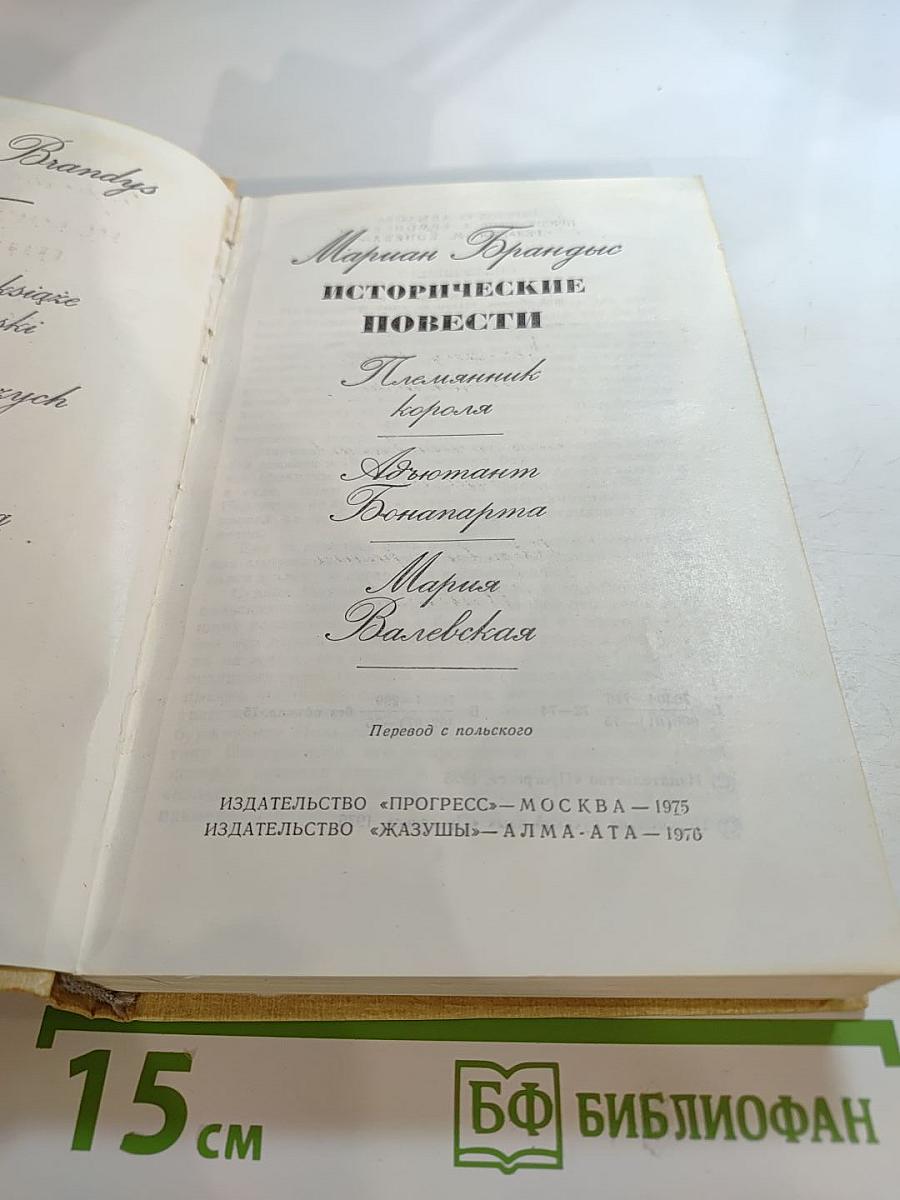 Brandys
książe
ski
zych
a
Мариан Брандыс
ИСТОРИЧЕСКИЕ
ПОВЕСТИ
Племянник
короля
Адъютант
Бонапарта
Мария
Валевская
Перевод с польского
ИЗДАТЕЛЬСТВО «ПРОГРЕСС» — МОСКВА — 1975
ИЗДАТЕЛЬСТВО «ЖАЗУШЫ» — АЛМА-АТА — 1976
15 см
БФ БИБЛИОФАН